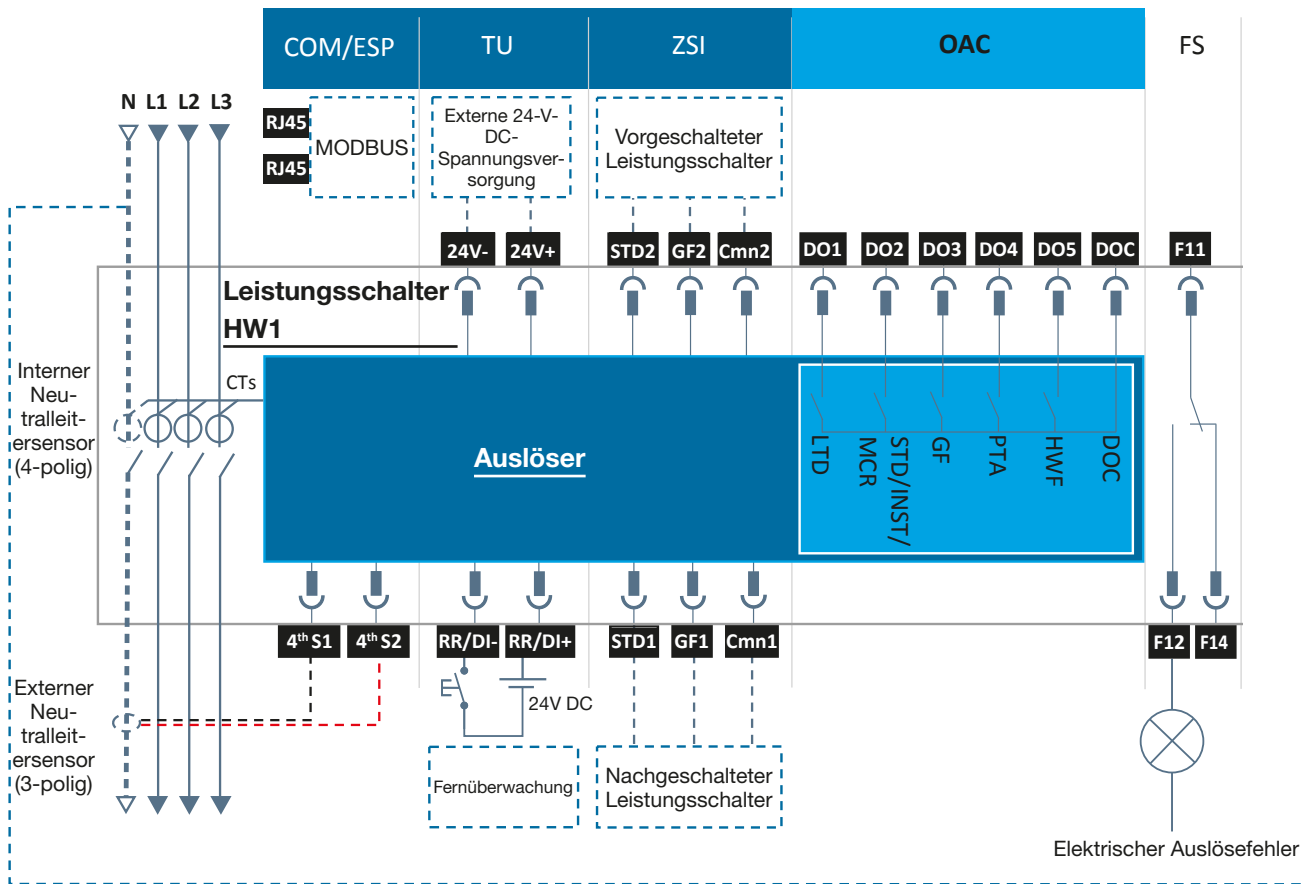 COM/ESP
TU
ZSI
OAC
FS
N L1 L2 L3
RJ45
RJ45
MODBUS
Externe 24-V-
DC-
Spannungsver-
sorgung
Vorgeschalteter
Leistungsschalter
24V-
24V+
STD2
GF2
Cmn2
DO1
DO2
DO3
DO4
DO5
DOC
F11
Leistungsschalter
HW1
Interner
Neu-
tralleit-
ersensor
(4-polig)
CTs
Auslöser
LTD
STD/INST/
MCR
GF
PTA
HWF
DOC
4th S1
4th S2
RR/DI-
RR/DI+
STD1
GF1
Cmn1
F12
F14
Externer
Neu-
tralleit-
ersensor
(3-polig)
24V DC
Fernüberwachung
Nachgeschalteter
Leistungsschalter
Elektrischer Auslösefehler